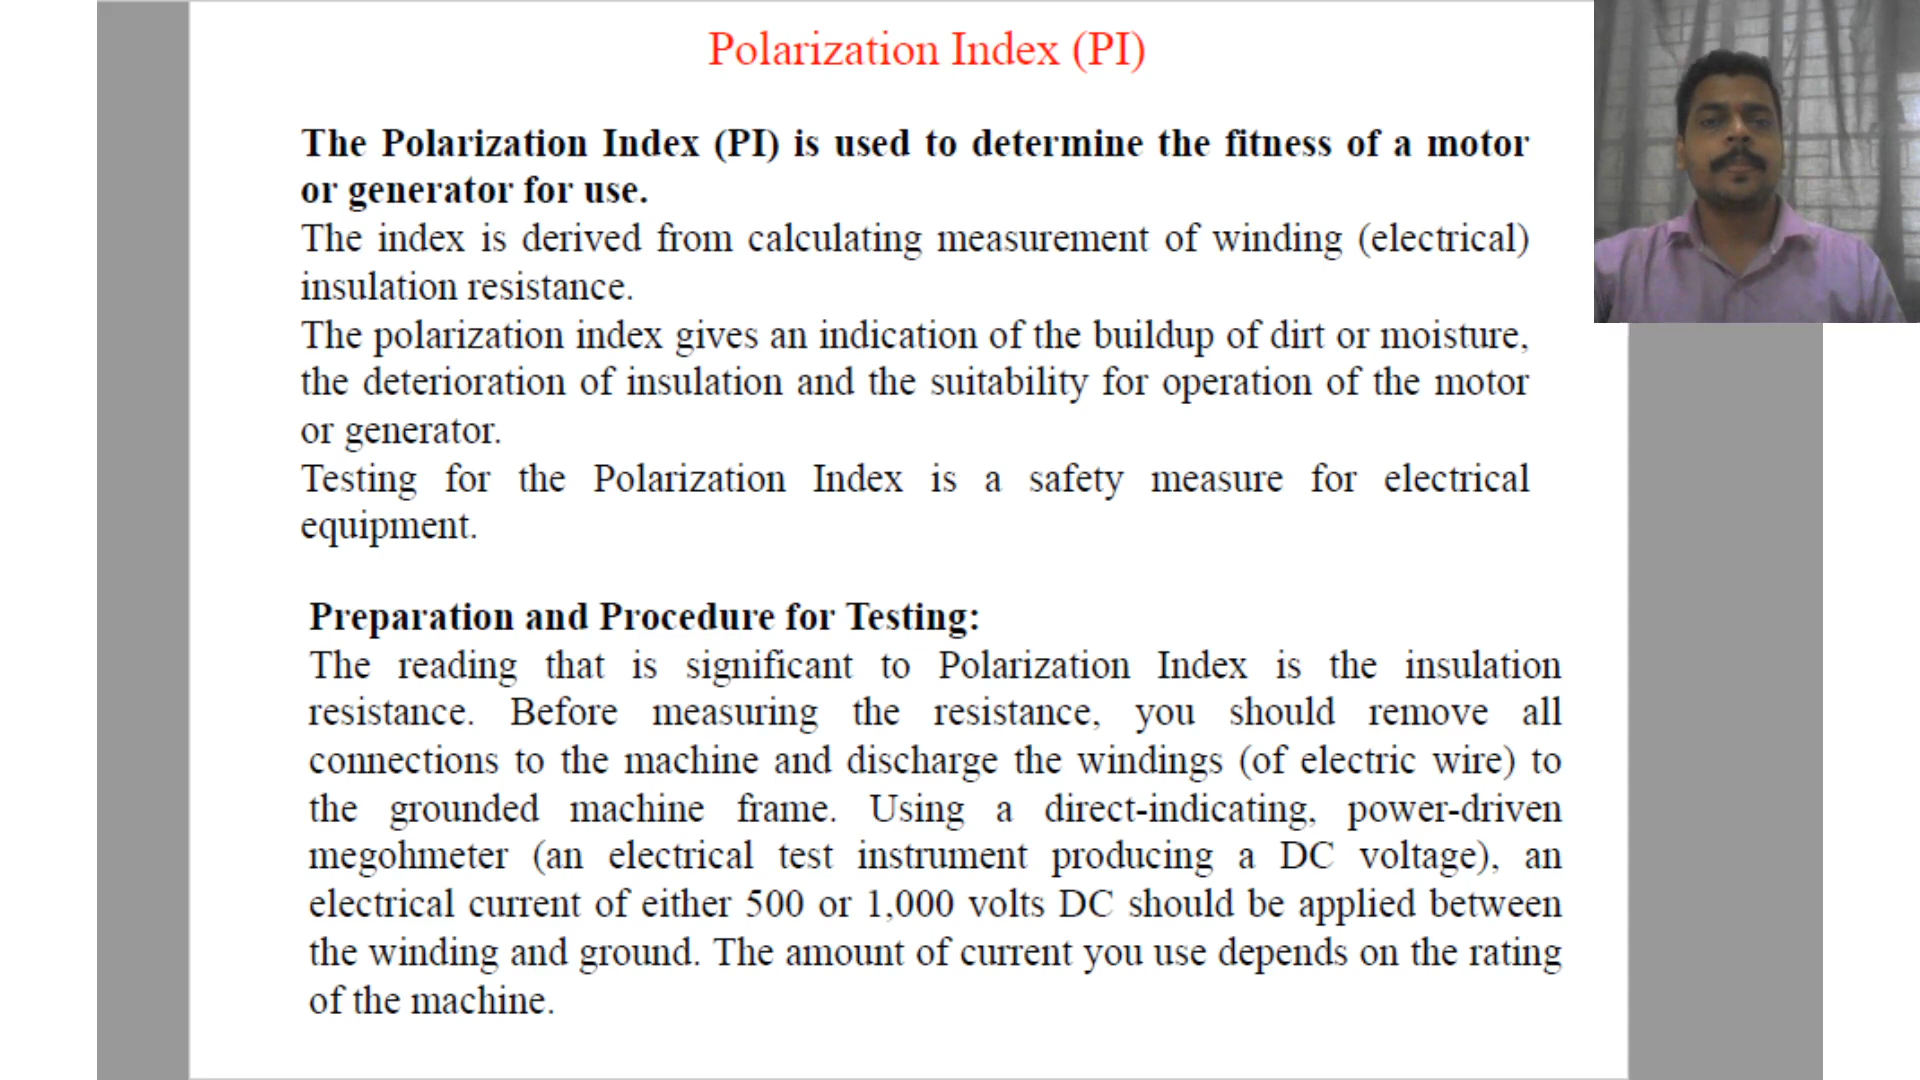 Polarization Index (PI)
The Polarization Index (PI) is used to determine the fitness of a motor
or generator for use.
The index is derived from calculating measurement of winding (electrical)
insulation resistance.
The polarization index gives an indication of the buildup of dirt or moisture,
the deterioration of insulation and the suitability for operation of the motor
or generator.
Testing for the Polarization Index is a safety measure for electrical
equipment.
Preparation and Procedure for Testing:
The reading that is significant to Polarization Index is the insulation
resistance. Before measuring the resistance, you should remove all
connections to the machine and discharge the windings (of electric wire) to
the grounded machine frame. Using a direct-indicating, power-driven
megohmeter (an electrical test instrument producing a DC voltage), an
electrical current of either 500 or 1,000 volts DC should be applied between
the winding and ground. The amount of current you use depends on the rating
of the machine.